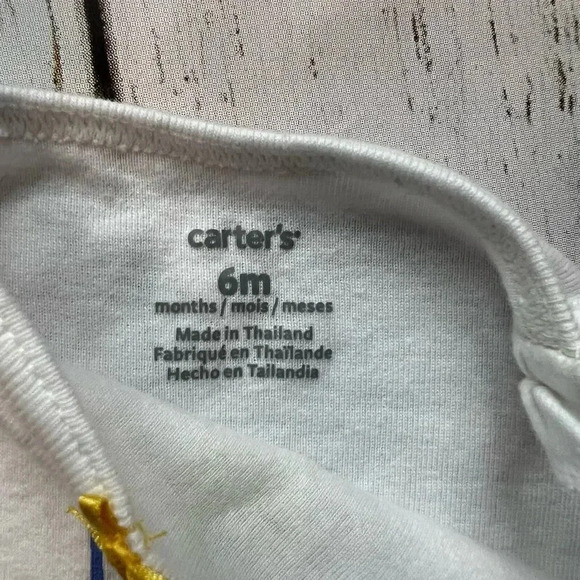 carter's
6m
months / mois / meses
Made in Thailand
Fabriqué en Thaïlande
Hecho en Tailandia